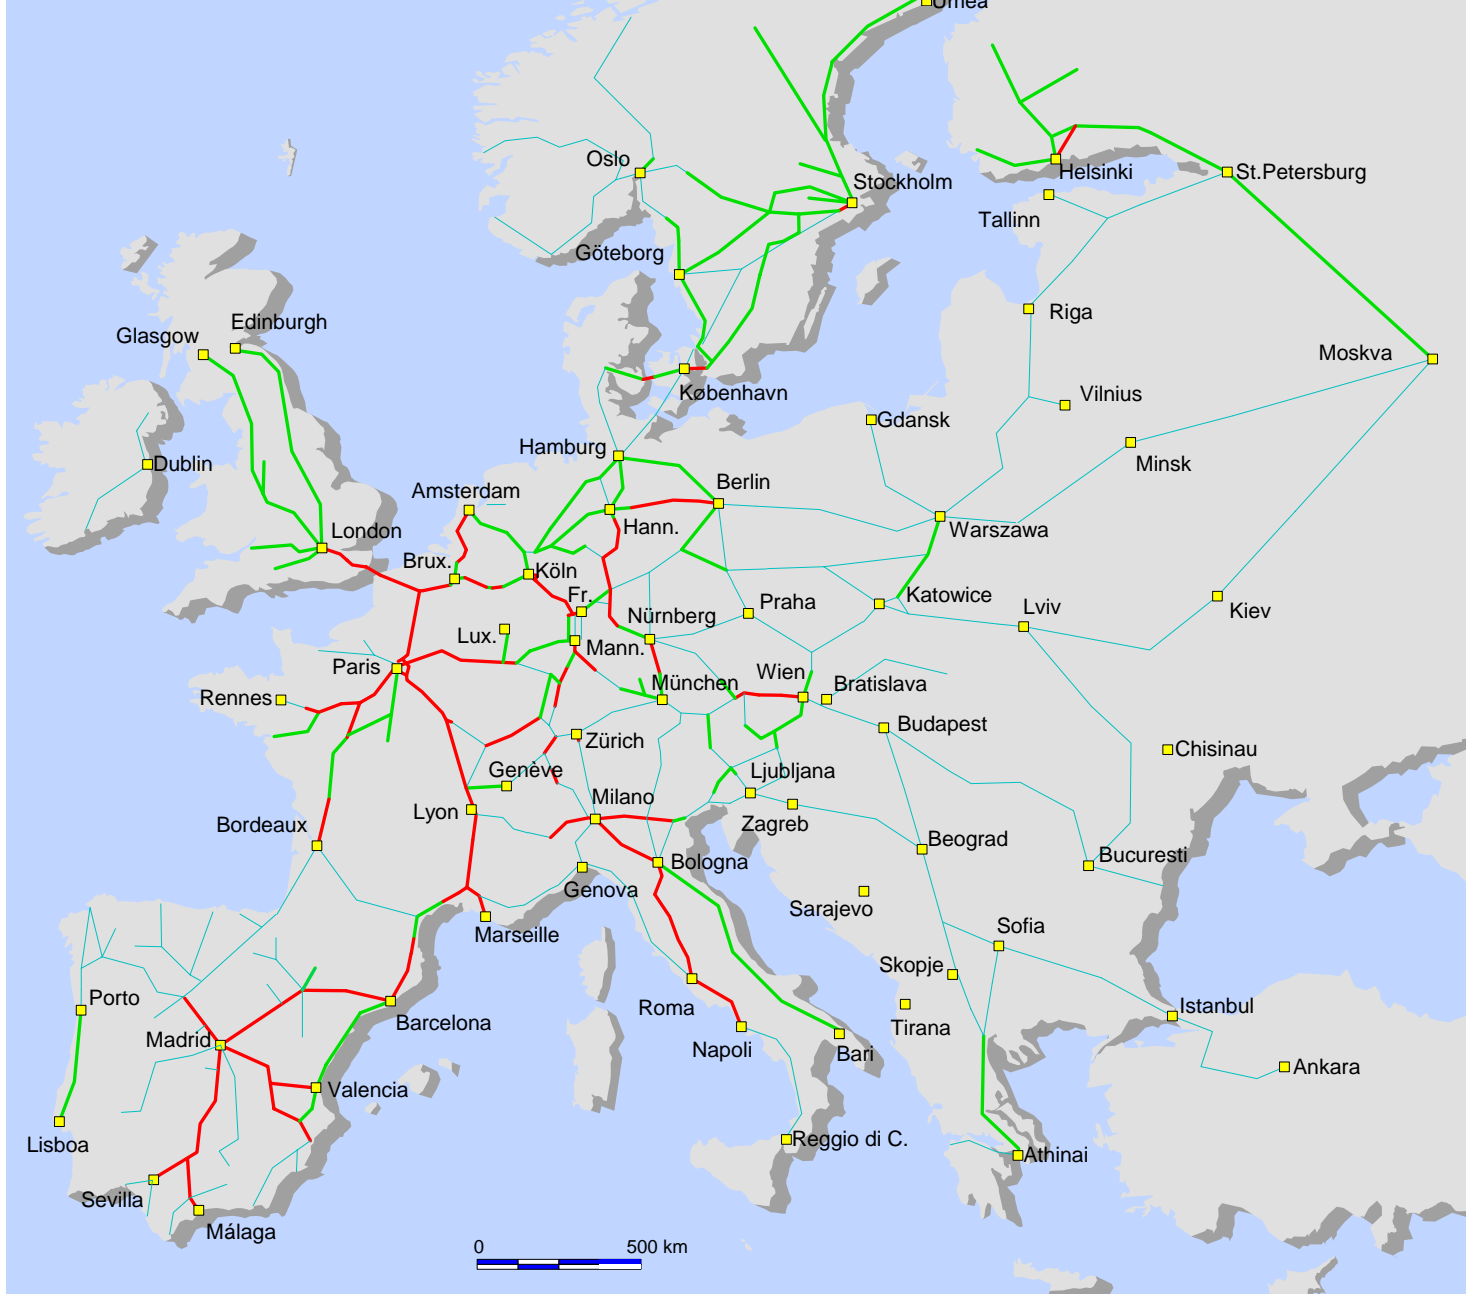 Umeå
Oslo
Stockholm
Helsinki
St.Petersburg
Tallinn
Göteborg
Riga
Glasgow
Edinburgh
Moskva
København
Vilnius
Gdansk
Hamburg
Minsk
Dublin
Berlin
Amsterdam
Hann.
Warszawa
London
Brux.
Köln
Fr.
Praha
Katowice
Lviv
Kiev
Nürnberg
Lux.
Mann.
Paris
Wien
Rennes
München
Bratislava
Budapest
Zürich
Chisinau
Genève
Ljubljana
Milano
Lyon
Zagreb
Bordeaux
Beograd
Bucuresti
Bologna
Genova
Sarajevo
Marseille
Sofia
Skopje
Porto
Roma
Istanbul
Barcelona
Tirana
Madrid
Napoli
Bari
Ankara
Valencia
Lisboa
Reggio di C.
Athinai
Sevilla
Málaga
0 500 km